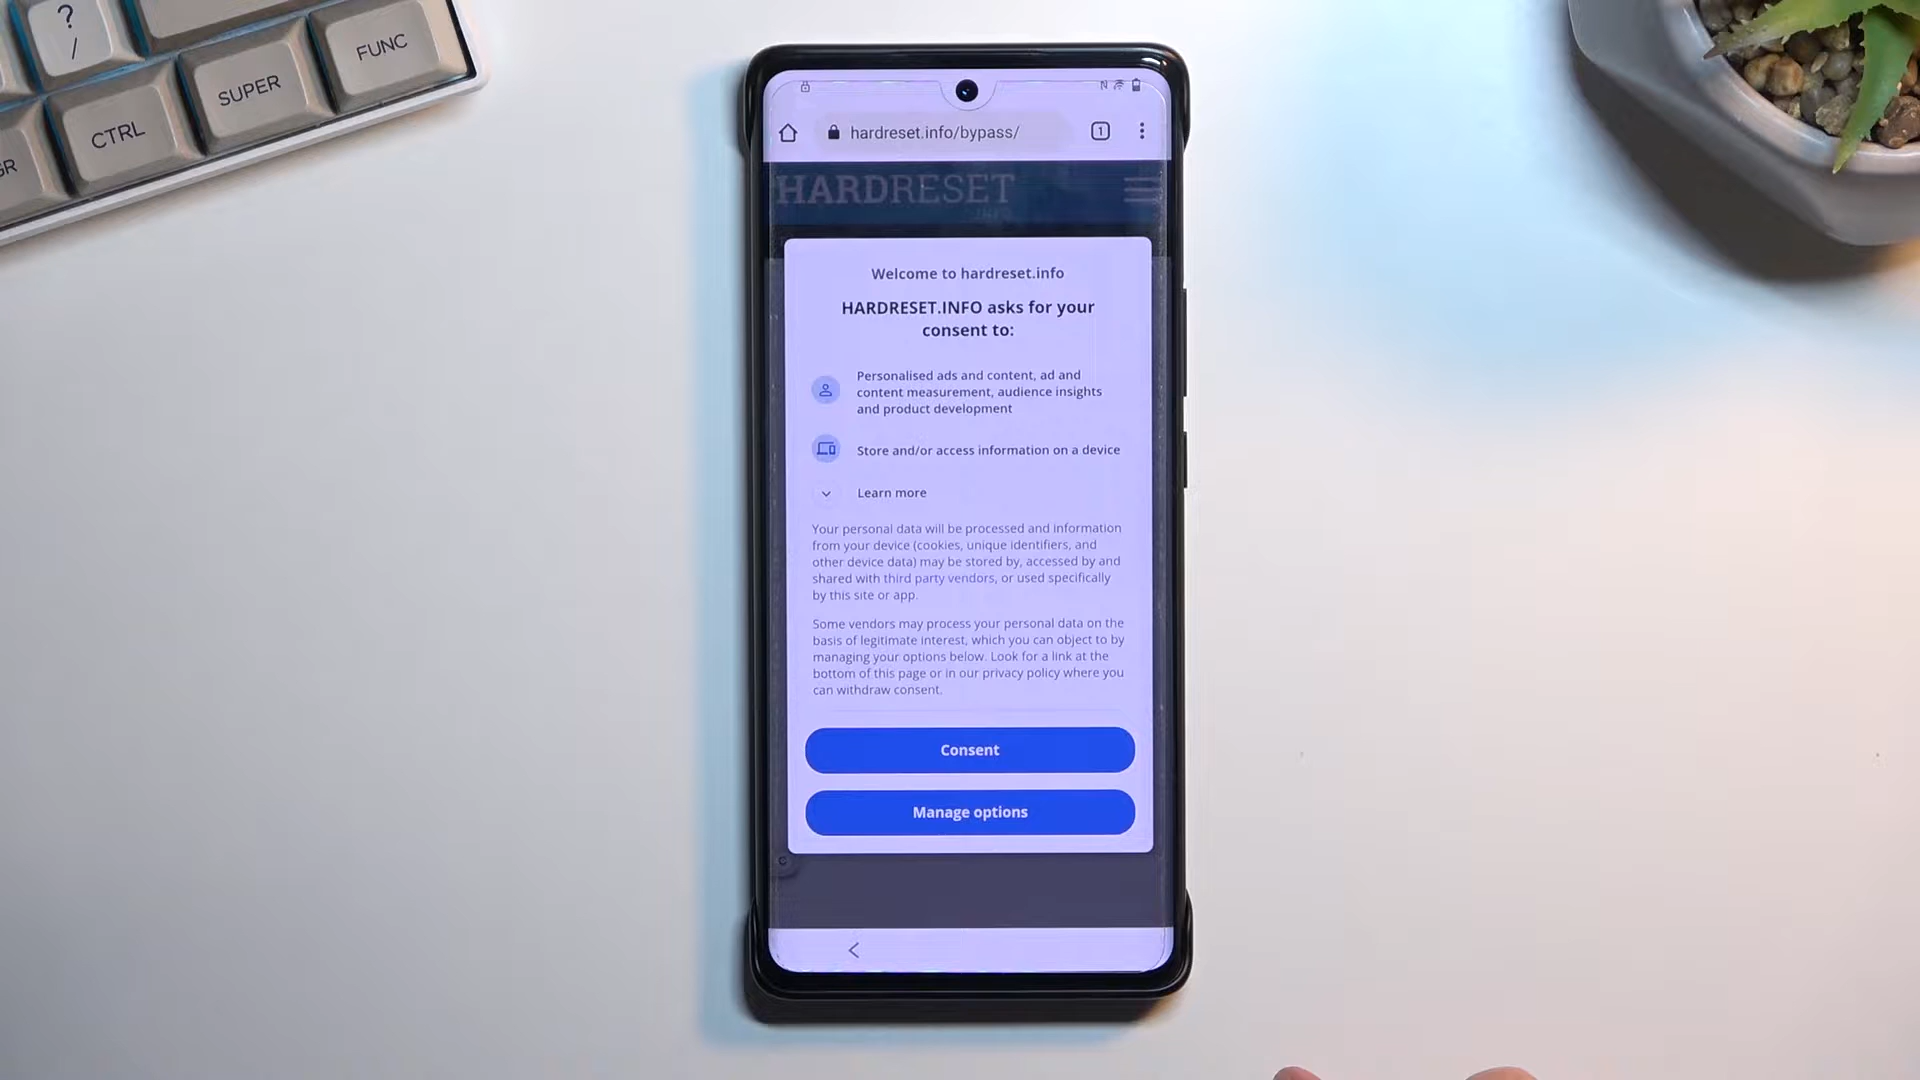 ?
/
FUNC
SUPER
CTRL
GR
N
hardreset.info/bypass/
1
HARDRESET
Welcome to hardreset.info
HARDRESET.INFO asks for your
consent to:
Personalised ads and content, ad and
content measurement, audience insights
and product development
Store and/or access information on a device
Learn more
Your personal data will be processed and information
from your device (cookies, unique identifiers, and
other device data) may be stored by, accessed by and
shared with third party vendors, or used specifically
by this site or app.
Some vendors may process your personal data on the
basis of legitimate interest, which you can object to by
managing your options below. Look for a link at the
bottom of this page or in our privacy policy where you
can withdraw consent.
Consent
Manage options